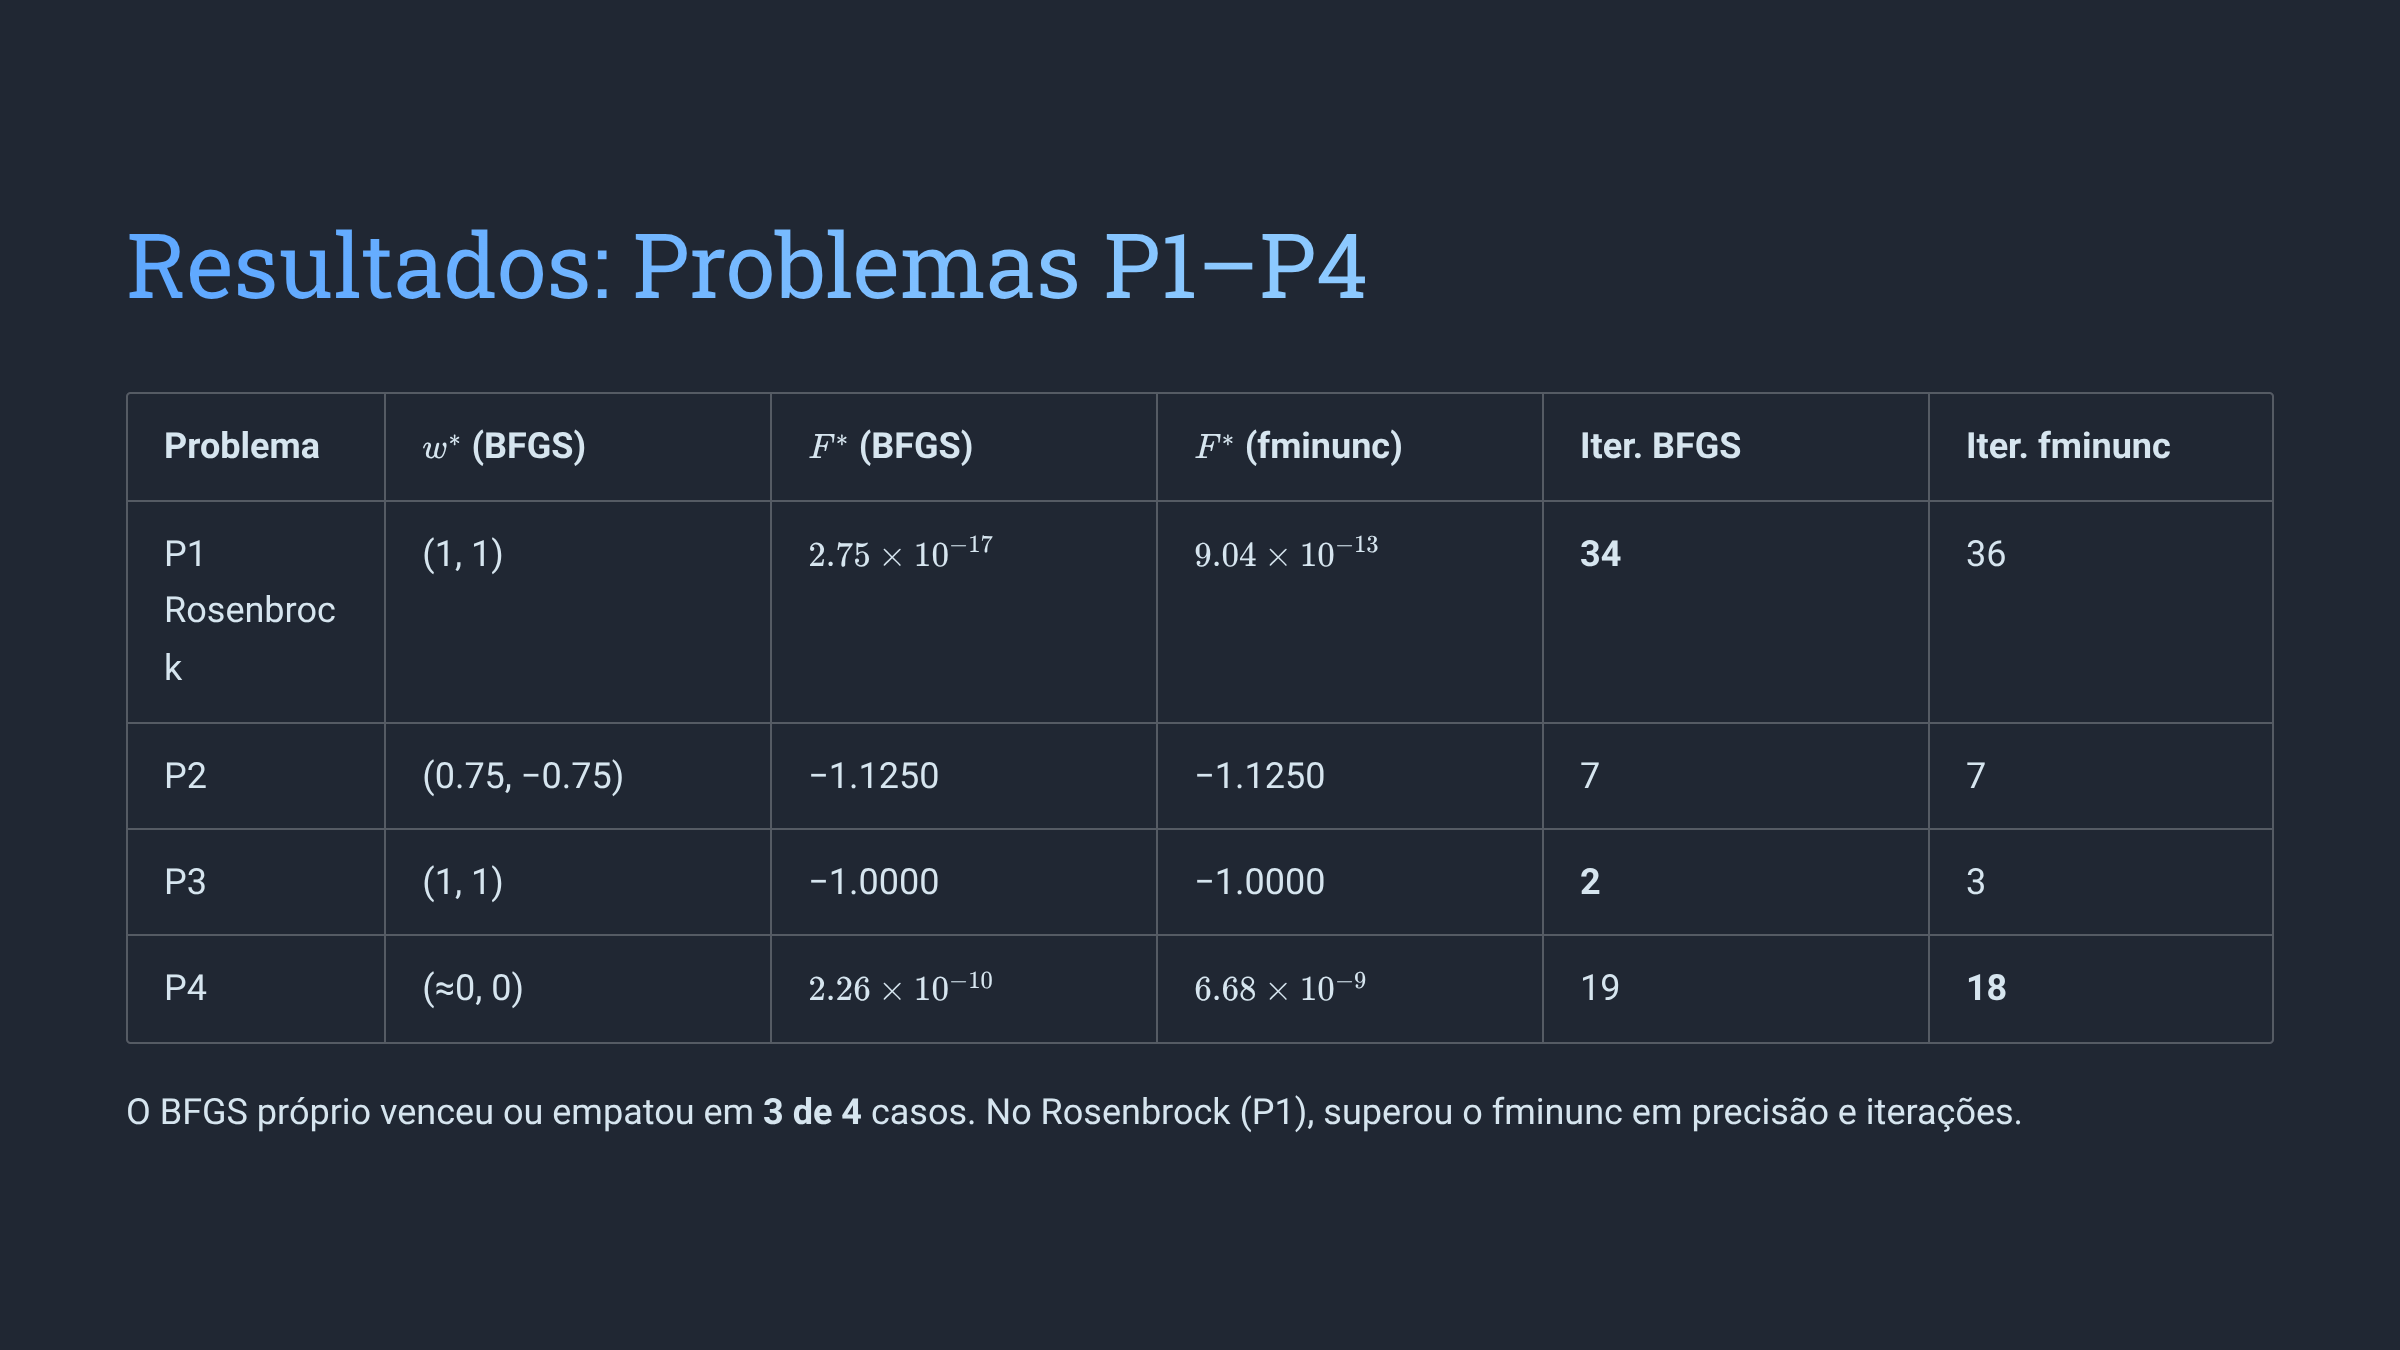 Resultados: Problemas P1–P4
Problema w* (BFGS) F* (BFGS) F* (fminunc) Iter. BFGS Iter. fminunc
P1 (1, 1) 2.75 × 10⁻¹⁷ 9.04 × 10⁻¹³ 34 36
Rosenbroc
k
P2 (0.75, −0.75) −1.1250 −1.1250 7 7
P3 (1, 1) −1.0000 −1.0000 2 3
P4 (≈0, 0) 2.26 × 10⁻¹⁰ 6.68 × 10⁻⁹ 19 18
O BFGS próprio venceu ou empatou em 3 de 4 casos. No Rosenbrock (P1), superou o fminunc em precisão e iterações.